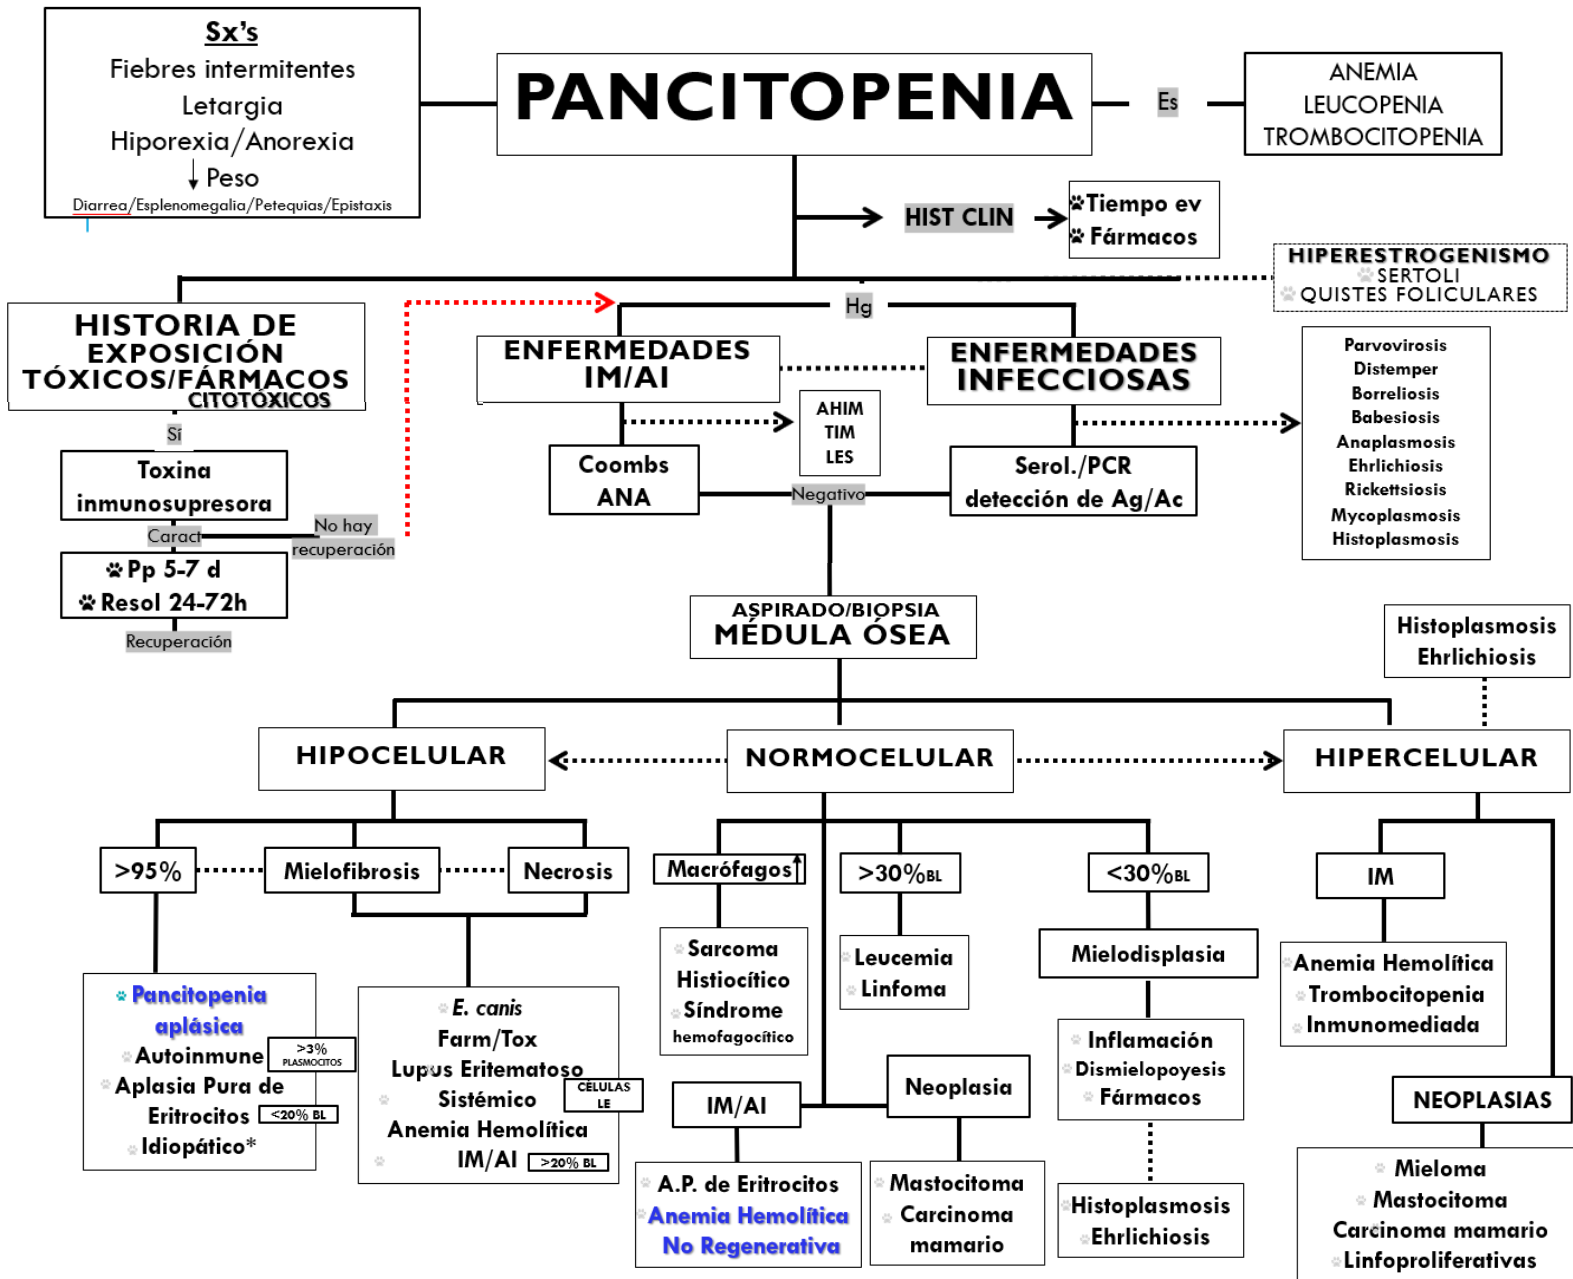 Sx's
Fiebres intermitentes
Letargia
Hiporexia/Anorexia
Peso
Diarrea/Esplenomegalia/Petequias/Epistaxis
PANCITOPENIA
Es
ANEMIA
LEUCOPENIA
TROMBOCITOPENIA
HIST CLIN
Tiempo ev
Fármacos
HIPERESTROGENISMO
SERTOLI
QUISTES FOLICULARES
HISTORIA DE
EXPOSICIÓN
TÓXICOS/FÁRMACOS
CITOTÓXICOS
Hg
ENFERMEDADES
IM/AI
ENFERMEDADES
INFECCIOSAS
Parvovirosis
Distemper
Borreliosis
Babesiosis
Anaplasmosis
Ehrlichiosis
Rickettsiosis
Mycoplasmosis
Histoplasmosis
AHIM
TIM
LES
Sí
Toxina
inmunosupresora
Coombs
ANA
Negativo
Serol./PCR
detección de Ag/Ac
Caract
No hay
recuperación
Pp 5-7 d
Resol 24-72h
Recuperación
ASPIRADO/BIOPSIA
MÉDULA ÓSEA
Histoplasmosis
Ehrlichiosis
HIPOCELULAR
NORMOCELULAR
HIPERCELULAR
>95%
Mielofibrosis
Necrosis
Macrófagos
>30%BL
<30%BL
IM
Pancitopenia
aplásica
Autoinmune
>3%
PLASMOCITOS
Aplasia Pura de
Eritrocitos
<20% BL
Idiopático*
E. canis
Farm/Tox
Lupus Eritematoso
Sistémico
CÉLULAS
LE
Anemia Hemolítica
IM/AI
>20% BL
Sarcoma
Histiocítico
Síndrome
hemofagocítico
Leucemia
Linfoma
Mielodisplasia
Anemia Hemolítica
Trombocitopenia
Inmunomediada
Inflamación
Dismielopoyesis
Fármacos
IM/AI
Neoplasia
NEOPLASIAS
A.P. de Eritrocitos
Anemia Hemolítica
No Regenerativa
Mastocitoma
Carcinoma
mamario
Histoplasmosis
Ehrlichiosis
Mieloma
Mastocitoma
Carcinoma mamario
Linfoproliferativas